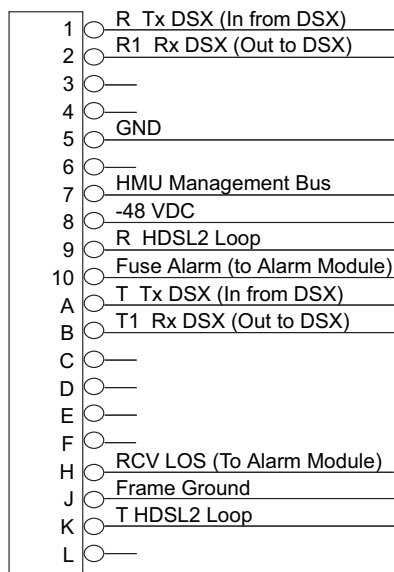 1 R Tx DSX (In from DSX)
2 R1 Rx DSX (Out to DSX)
3
4
5 GND
6
7 HMU Management Bus
8 -48 VDC
9 R HDSL2 Loop
10 Fuse Alarm (to Alarm Module)
A T Tx DSX (In from DSX)
B T1 Rx DSX (Out to DSX)
C
D
E
F
H RCV LOS (To Alarm Module)
J Frame Ground
K T HDSL2 Loop
L